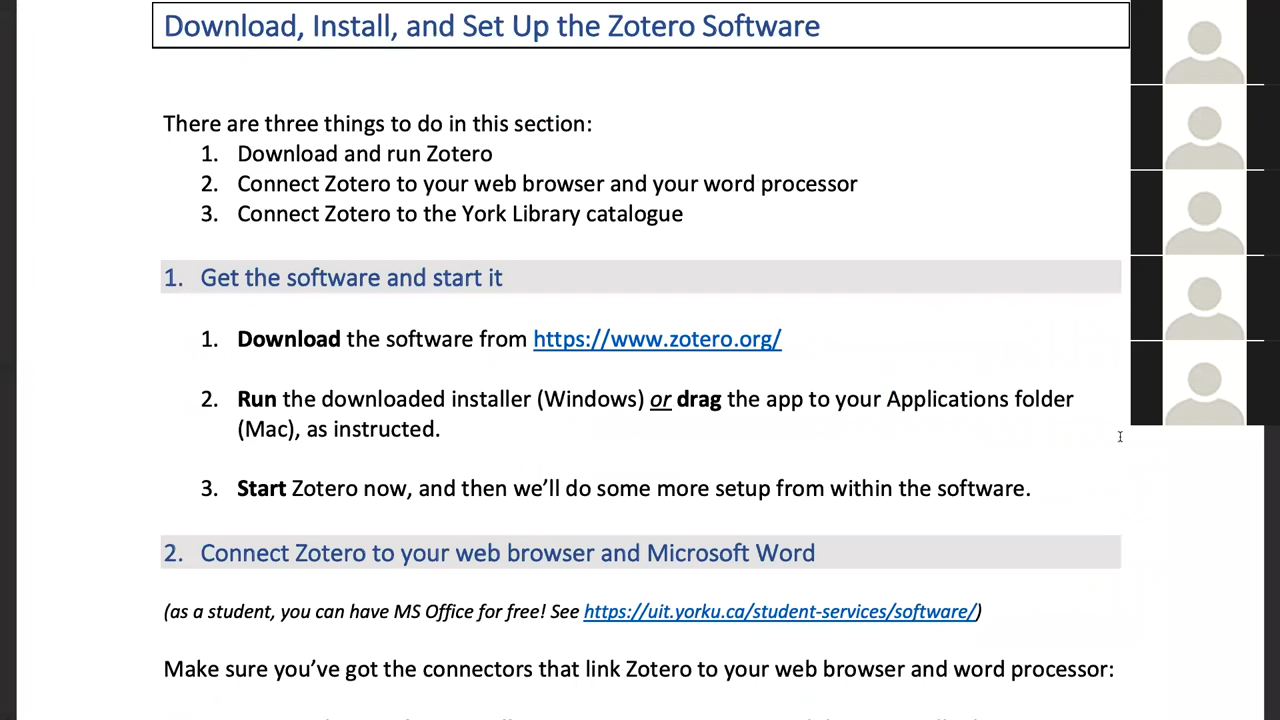 Download, Install, and Set Up the Zotero Software
There are three things to do in this section:
1. Download and run Zotero
2. Connect Zotero to your web browser and your word processor
3. Connect Zotero to the York Library catalogue
1. Get the software and start it
1. Download the software from https://www.zotero.org/
2. Run the downloaded installer (Windows) or drag the app to your Applications folder
(Mac), as instructed.
3. Start Zotero now, and then we’ll do some more setup from within the software.
2. Connect Zotero to your web browser and Microsoft Word
(as a student, you can have MS Office for free! See https://uit.yorku.ca/student-services/software/)
Make sure you’ve got the connectors that link Zotero to your web browser and word processor: